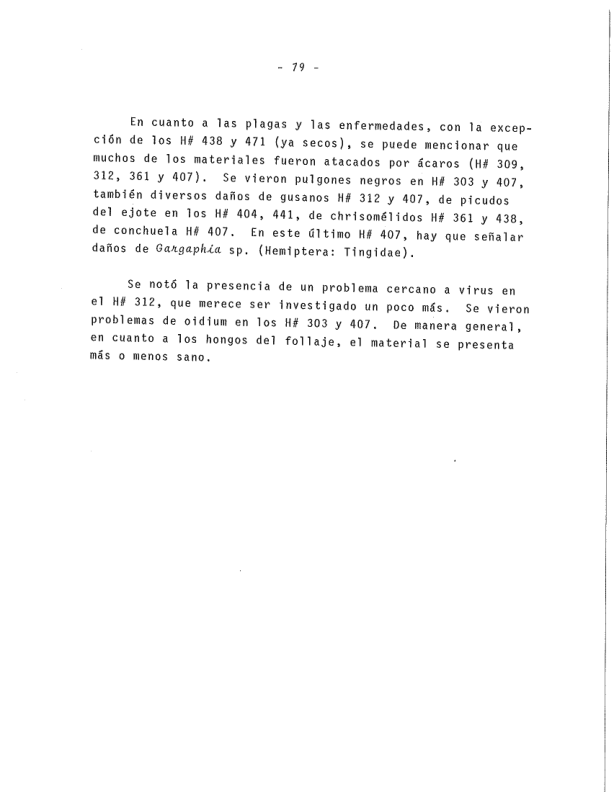 - 79 -
En cuanto a las plagas y las enfermedades, con la excep-
ción de los H# 438 y 471 (ya secos), se puede mencionar que
muchos de los materiales fueron atacados por ácaros (H# 309,
312, 361 y 407). Se vieron pulgones negros en H# 303 y 407,
también diversos daños de gusanos H# 312 y 407, de picudos
del ejote en los H# 404, 441, de chrisomélidos H# 361 y 438,
de conchuela H# 407. En este último H# 407, hay que señalar
daños de Gargaphia sp. (Hemiptera: Tingidae).
Se notó la presencia de un problema cercano a virus en
el H# 312, que merece ser investigado un poco más. Se vieron
problemas de oidium en los H# 303 y 407. De manera general,
en cuanto a los hongos del follaje, el material se presenta
más o menos sano.